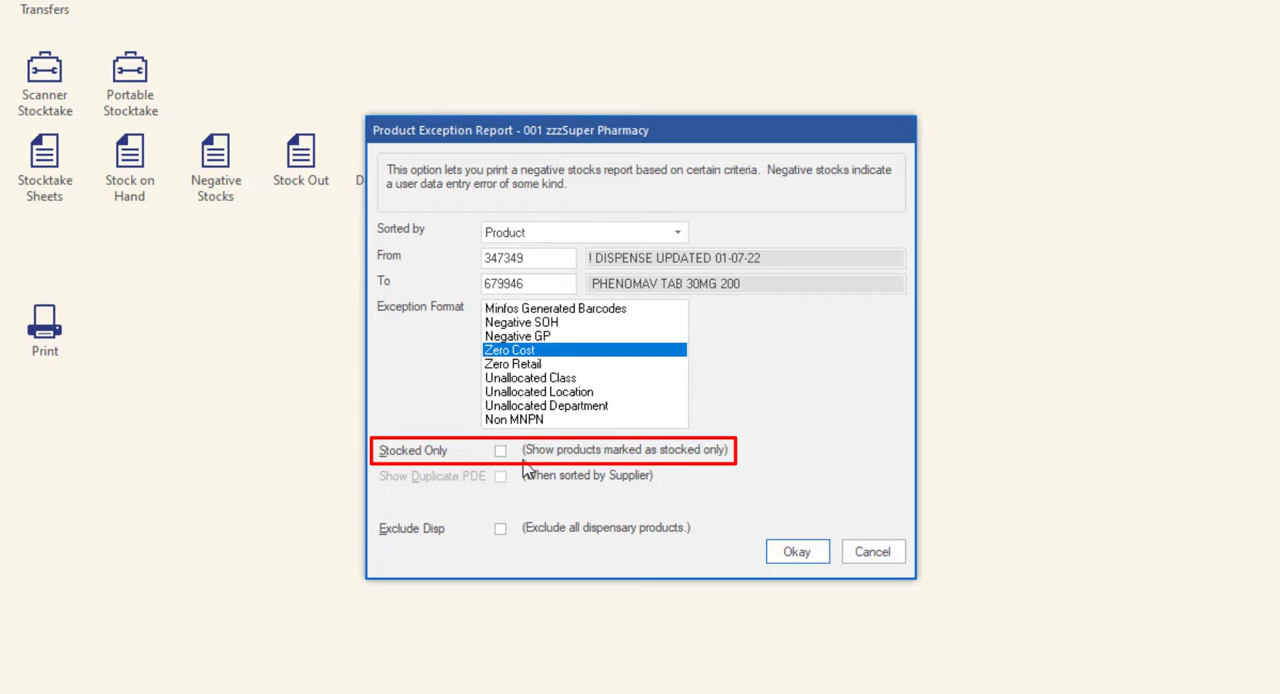 Transfers
Scanner
Stocktake
Portable
Stocktake
Stocktake
Sheets
Stock on
Hand
Negative
Stocks
Stock Out
D
Print
Product Exception Report - 001 zzzSuper Pharmacy
This option lets you print a negative stocks report based on certain criteria. Negative stocks indicate
a user data entry error of some kind.
Sorted by Product
From 347349 ! DISPENSE UPDATED 01-07-22
To 679946 PHENOMAV TAB 30MG 200
Exception Format
Minfos Generated Barcodes
Negative SOH
Negative GP
Zero Cost
Zero Retail
Unallocated Class
Unallocated Location
Unallocated Department
Non MNPN
Stocked Only (Show products marked as stocked only)
Show Duplicate PDE (When sorted by Supplier)
Exclude Disp (Exclude all dispensary products.)
Okay Cancel